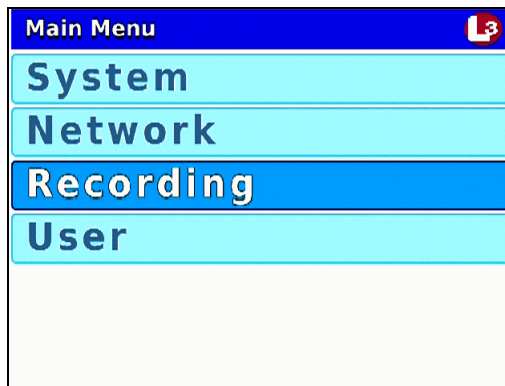 Main Menu
L3
System
Network
Recording
User